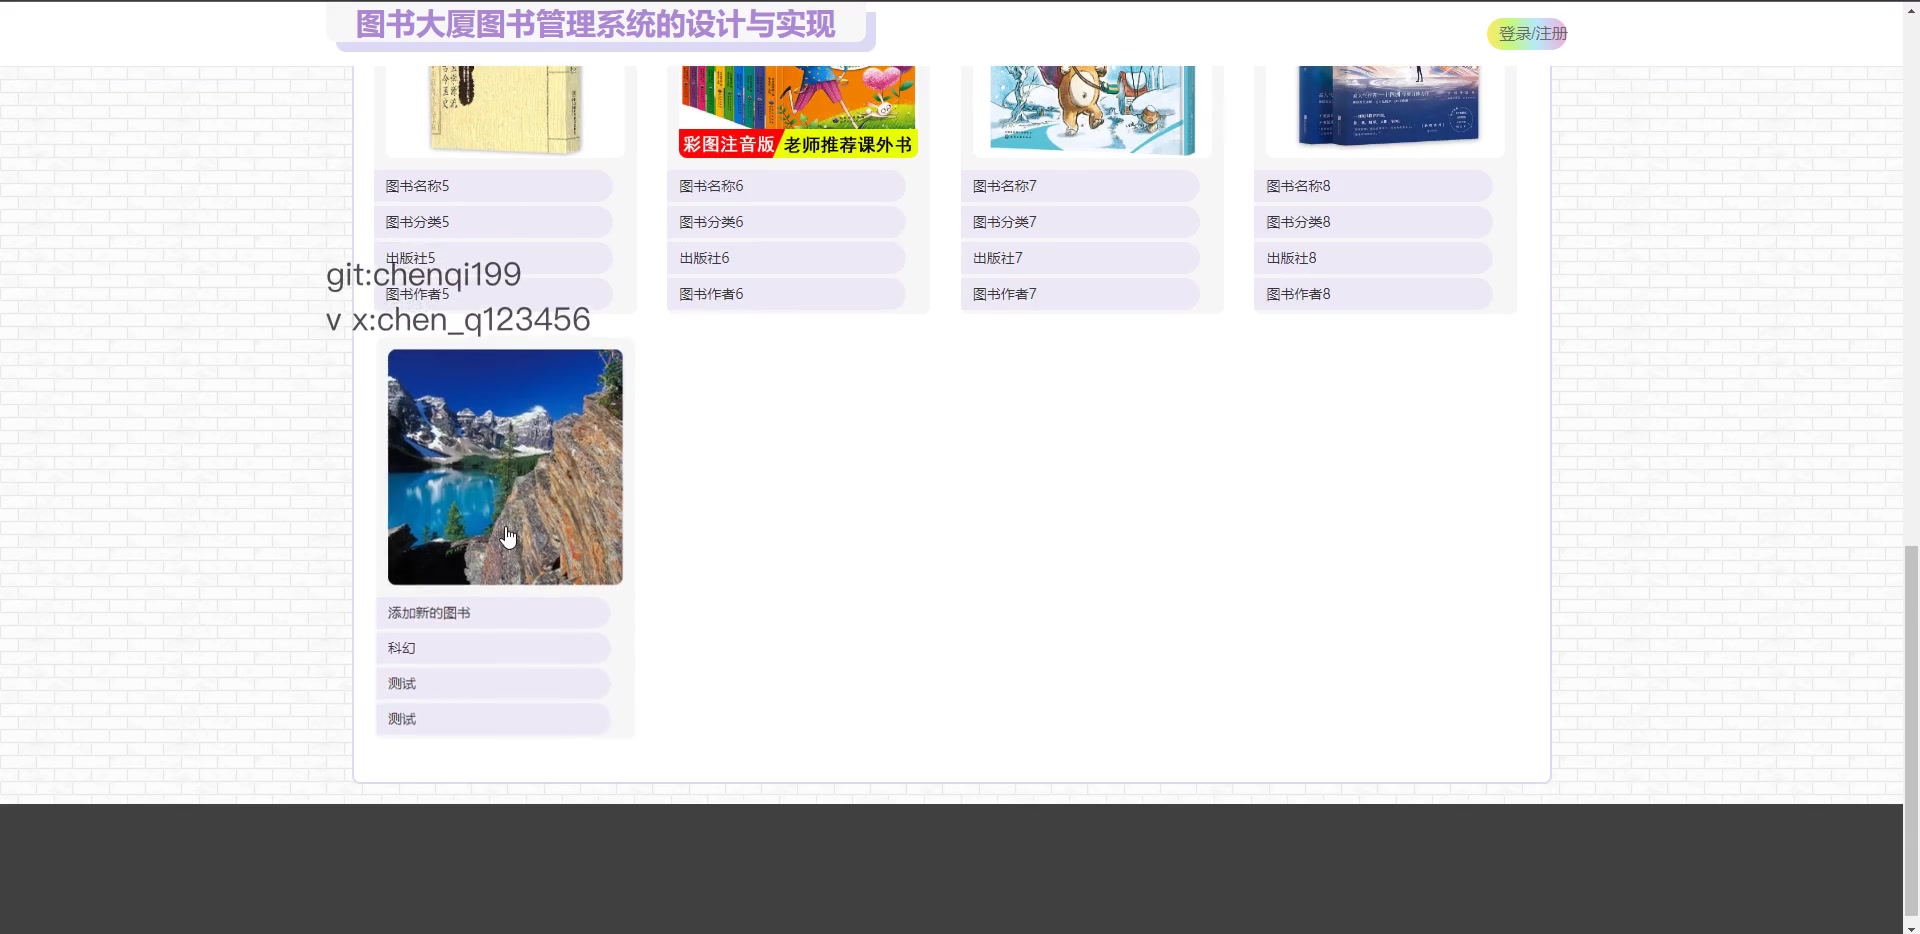 图书大厦图书管理系统的设计与实现
登录/注册
彩图注音版 老师推荐课外书
图书名称5
图书分类5
出版社5
图书作者5
图书名称6
图书分类6
出版社6
图书作者6
图书名称7
图书分类7
出版社7
图书作者7
图书名称8
图书分类8
出版社8
图书作者8
git:chenqi199
v x:chen_q123456
添加新的图书
科幻
测试
测试